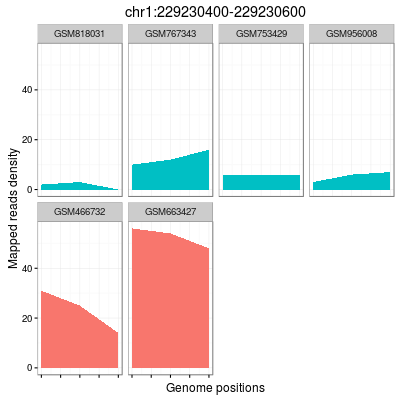 chr1:229230400-229230600
GSM818031 GSM767343 GSM753429 GSM956008
40
20
0
Mapped reads density
GSM466732 GSM663427
40
20
0
Genome positions